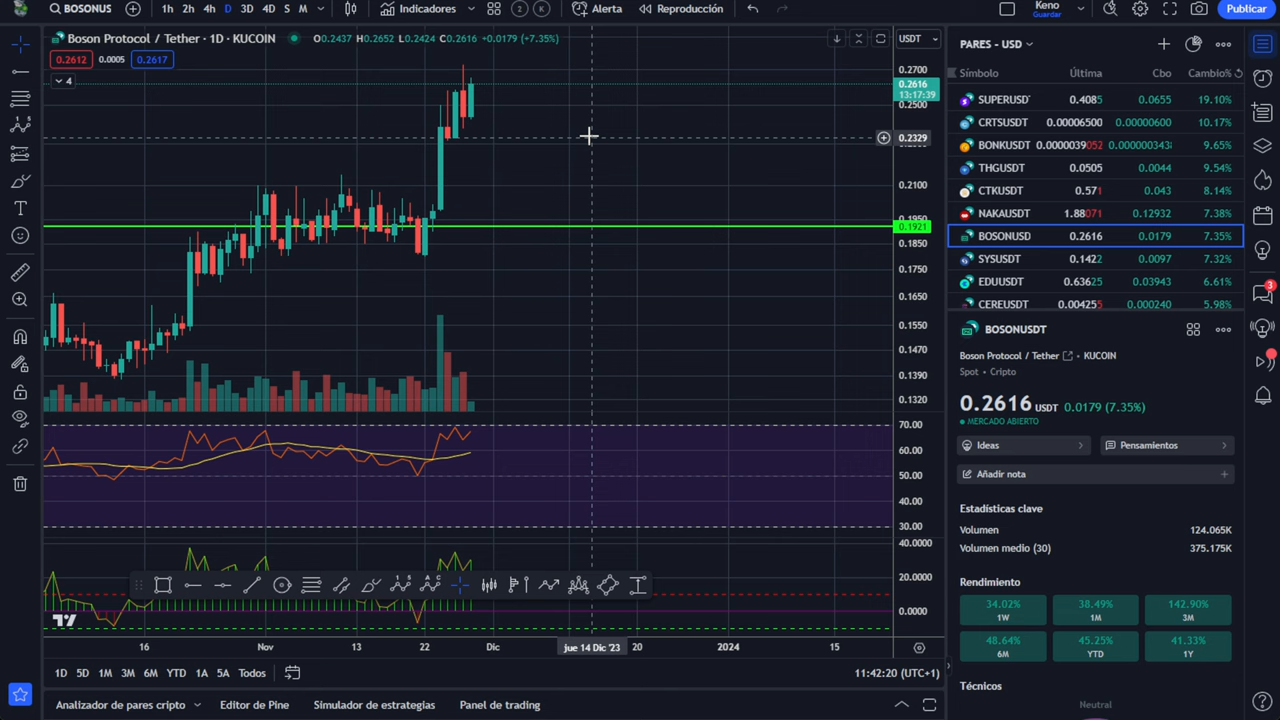 BOSONUS
1h 2h 4h D 3D 4D S M
Indicadores
2 K
Alerta
Reproducción
Keno
Guardar
Publicar
Boson Protocol / Tether · 1D · KUCOIN
O0.2437 H0.2652 L0.2424 C0.2616 +0.0179 (+7.35%)
0.2612 0.0005 0.2617
4
USDT
0.2700
0.2616
13:17:39
0.2500
0.2329
0.2100
0.1950
0.1921
0.1850
0.1750
0.1650
0.1550
0.1470
0.1390
0.1320
70.00
60.00
50.00
40.00
30.00
40.0000
20.0000
0.0000
16 Nov 13 22 Dic jue 14 Dic '23 20 2024 15
1D 5D 1M 3M 6M YTD 1A 5A Todos
11:42:20 (UTC+1)
Analizador de pares cripto Editor de Pine Simulador de estrategias Panel de trading
PARES - USD
Símbolo Última Cbo Cambio%
SUPERUSD 0.4085 0.0655 19.10%
CRTSUSDT 0.00006500 0.00000600 10.17%
BONKUSDT 0.0000039052 0.000000343 9.65%
THGUSDT 0.0505 0.0044 9.54%
CTKUSDT 0.571 0.043 8.14%
NAKAUSDT 1.88071 0.12932 7.38%
BOSONUSD 0.2616 0.0179 7.35%
SYSUSDT 0.1422 0.0097 7.32%
EDUUSDT 0.63625 0.03943 6.61%
CEREUSDT 0.004255 0.000240 5.98%
BOSONUSDT
Boson Protocol / Tether • KUCOIN
Spot • Cripto
0.2616 USDT 0.0179 (7.35%)
MERCADO ABIERTO
Ideas
Pensamientos
Añadir nota
Estadísticas clave
Volumen 124.065K
Volumen medio (30) 375.175K
Rendimiento
34.02% 38.49% 142.90%
1W 1M 3M
48.64% 45.25% 41.33%
6M YTD 1Y
Técnicos
Neutral
3